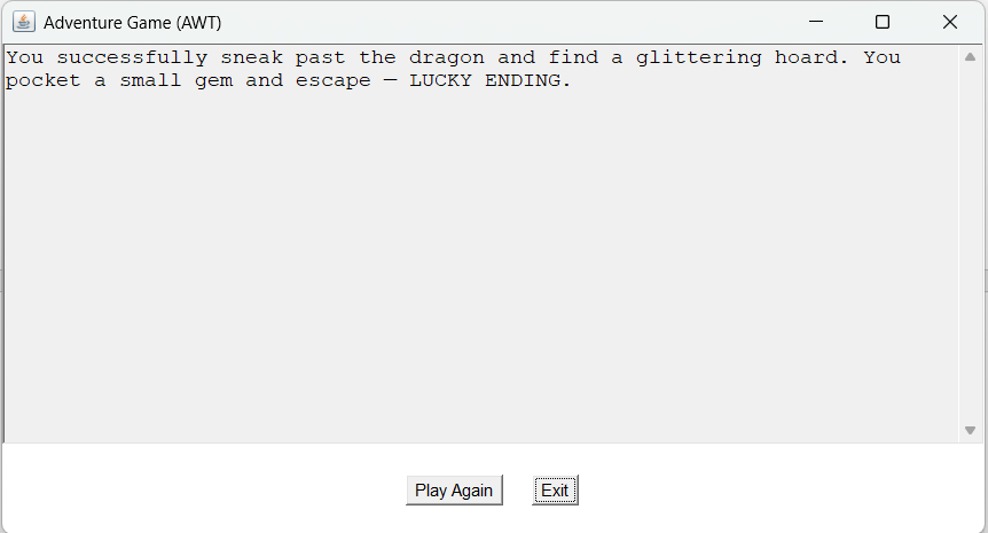 Adventure Game (AWT)
You successfully sneak past the dragon and find a glittering hoard. You
pocket a small gem and escape — LUCKY ENDING.
Play Again
Exit